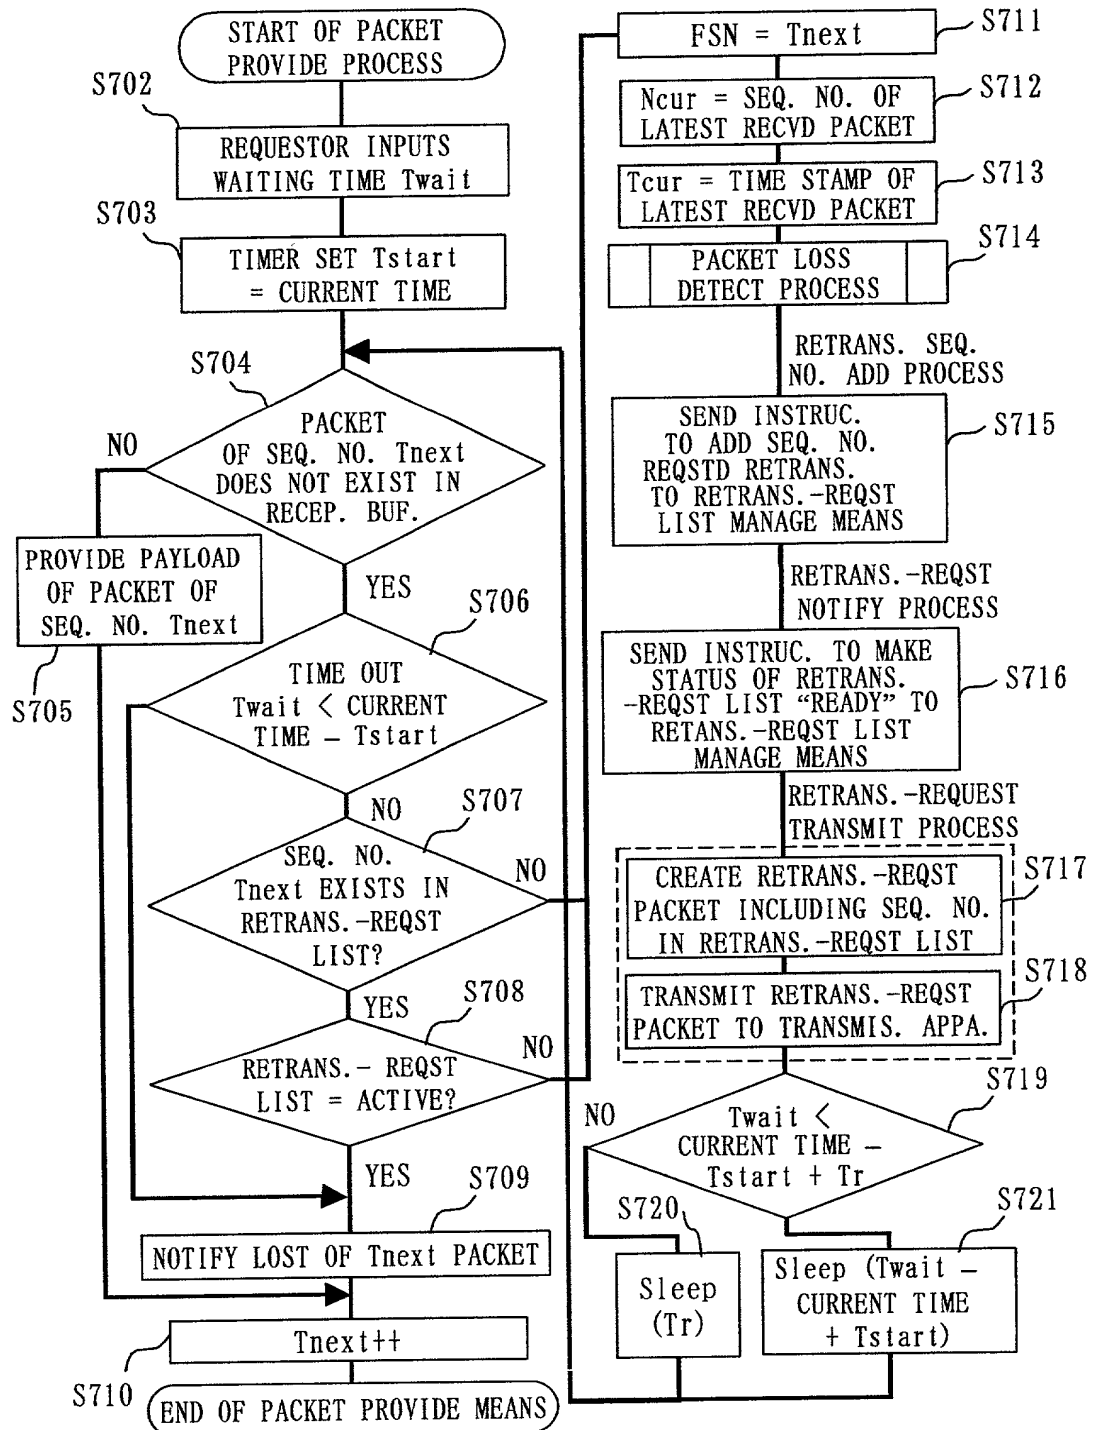 START OF PACKET
PROVIDE PROCESS
S702
REQUESTOR INPUTS
WAITING TIME Twait
S703
TIMER SET Tstart
= CURRENT TIME
S704
PACKET
OF SEQ. NO. Tnext
DOES NOT EXIST IN
RECEP. BUF.
NO
YES
PROVIDE PAYLOAD
OF PACKET OF
SEQ. NO. Tnext
S705
S706
TIME OUT
Twait < CURRENT
TIME – Tstart
NO
S707
SEQ. NO.
Tnext EXISTS IN
RETRANS.-REQST
LIST?
NO
YES
S708
RETRANS.- REQST
LIST = ACTIVE?
NO
YES
S709
NOTIFY LOST OF Tnext PACKET
Tnext++
S710
END OF PACKET PROVIDE MEANS
FSN = Tnext
S711
Ncur = SEQ. NO. OF
LATEST RECVD PACKET
S712
Tcur = TIME STAMP OF
LATEST RECVD PACKET
S713
PACKET LOSS
DETECT PROCESS
S714
RETRANS. SEQ.
NO. ADD PROCESS
SEND INSTRUC.
TO ADD SEQ. NO.
REQSTD RETRANS.
TO RETRANS.-REQST
LIST MANAGE MEANS
S715
RETRANS.-REQST
NOTIFY PROCESS
SEND INSTRUC. TO MAKE
STATUS OF RETRANS.
-REQST LIST “READY” TO
RETANS.-REQST LIST
MANAGE MEANS
S716
RETRANS.-REQUEST
TRANSMIT PROCESS
CREATE RETRANS.-REQST
PACKET INCLUDING SEQ. NO.
IN RETRANS.-REQST LIST
S717
TRANSMIT RETRANS.-REQST
PACKET TO TRANSMIS. APPA.
S718
S719
Twait <
CURRENT TIME –
Tstart + Tr
NO
S720
Sleep
(Tr)
S721
Sleep (Twait –
CURRENT TIME
+ Tstart)